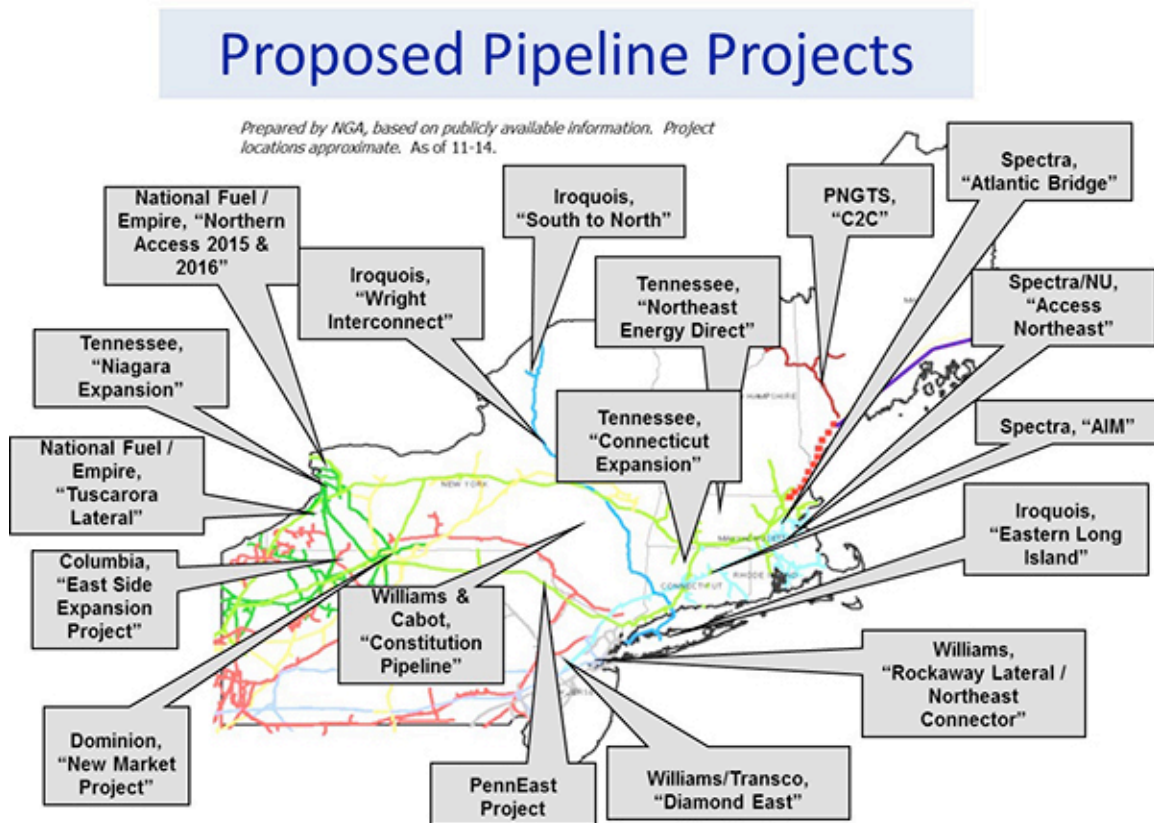 Proposed Pipeline Projects
Prepared by NGA, based on publicly available information. Project
locations approximate. As of 11-14.
National Fuel /
Empire, “Northern
Access 2015 &
2016”
Iroquois,
“South to North”
PNGTS,
“C2C”
Spectra,
“Atlantic Bridge”
Iroquois,
“Wright
Interconnect”
Tennessee,
“Northeast
Energy Direct”
Spectra/NU,
“Access
Northeast”
Tennessee,
“Niagara
Expansion”
Tennessee,
“Connecticut
Expansion”
Spectra, “AIM”
National Fuel /
Empire,
“Tuscarora
Lateral”
Iroquois,
“Eastern Long
Island”
Columbia,
“East Side
Expansion
Project”
Williams &
Cabot,
“Constitution
Pipeline”
Williams,
“Rockaway Lateral /
Northeast
Connector”
Dominion,
“New Market
Project”
PennEast
Project
Williams/Transco,
“Diamond East”
NEW YORK
HAMPSHIRE
CONNECTICUT
RHODE